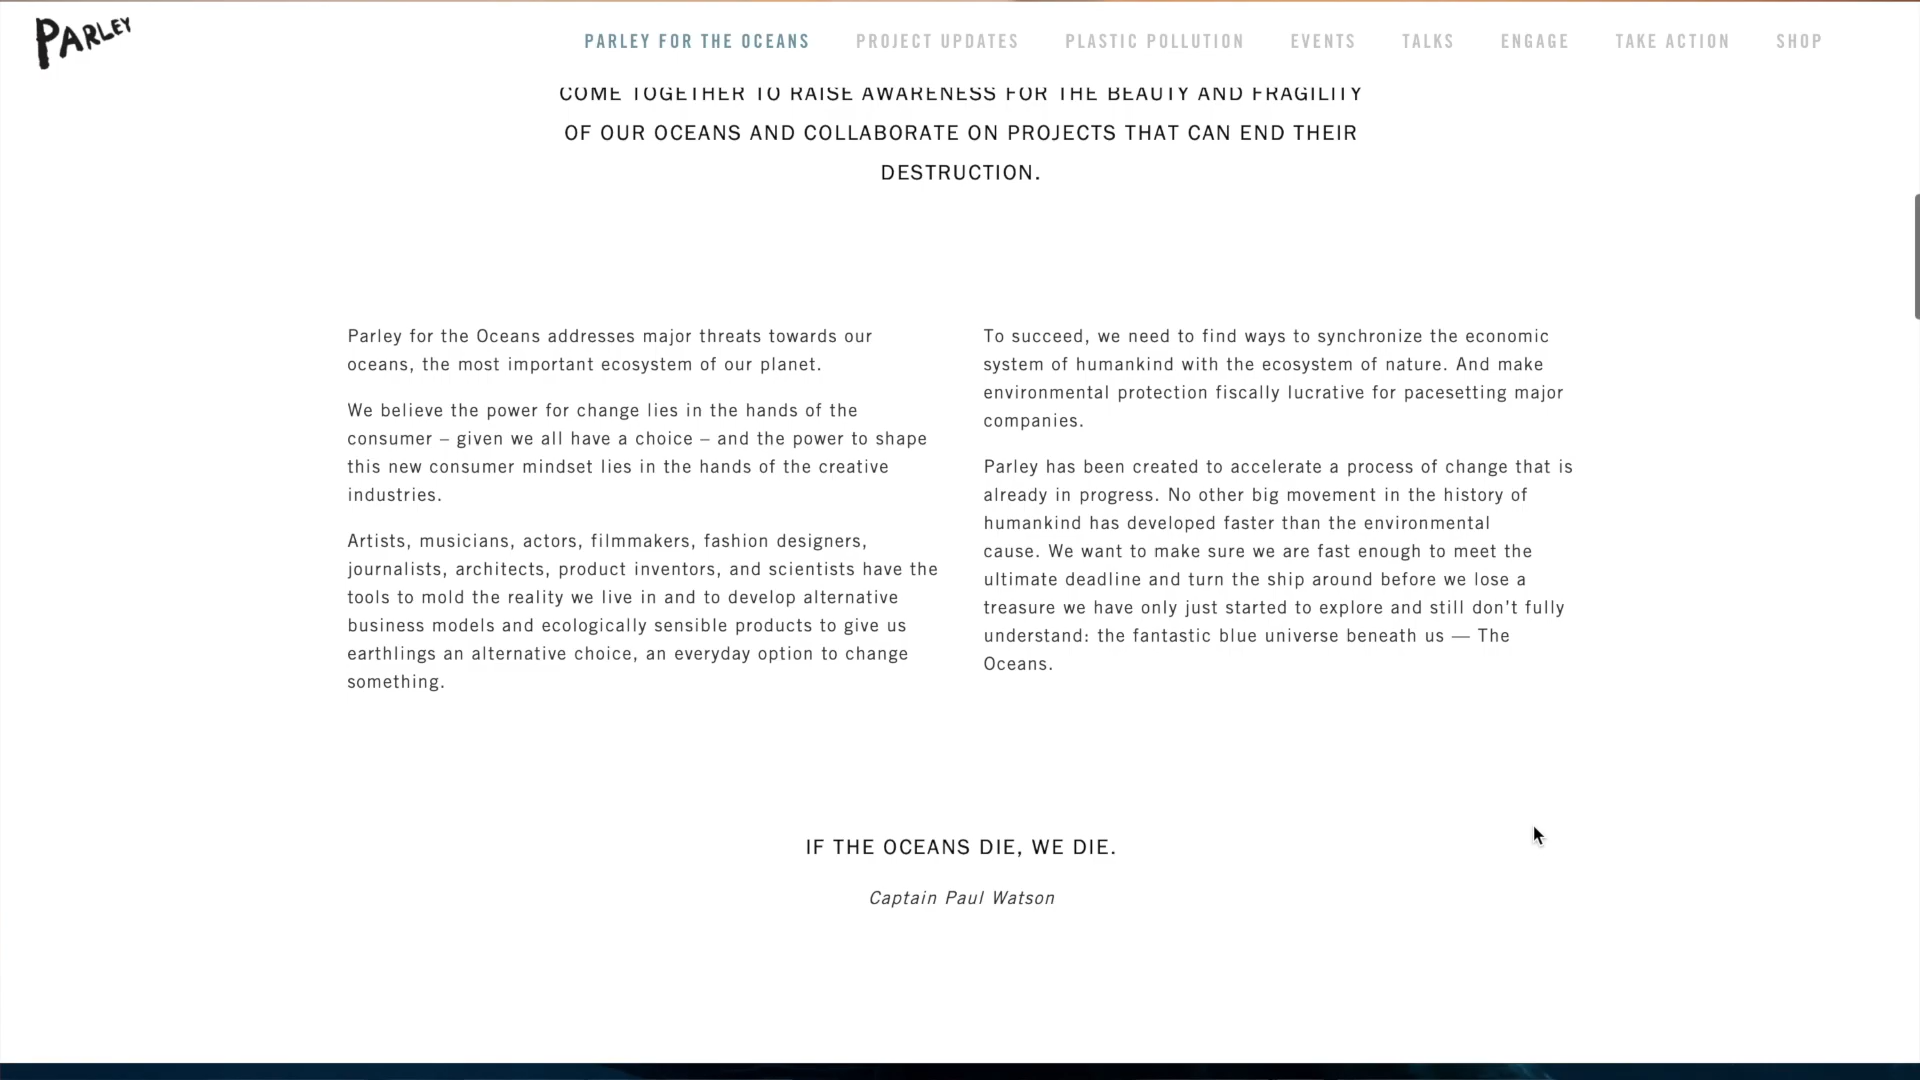 PARLEY
PARLEY FOR THE OCEANS
PROJECT UPDATES
PLASTIC POLLUTION
EVENTS
TALKS
ENGAGE
TAKE ACTION
SHOP
COME TOGETHER TO RAISE AWARENESS FOR THE BEAUTY AND FRAGILITY
OF OUR OCEANS AND COLLABORATE ON PROJECTS THAT CAN END THEIR
DESTRUCTION.
Parley for the Oceans addresses major threats towards our
oceans, the most important ecosystem of our planet.
We believe the power for change lies in the hands of the
consumer – given we all have a choice – and the power to shape
this new consumer mindset lies in the hands of the creative
industries.
Artists, musicians, actors, filmmakers, fashion designers,
journalists, architects, product inventors, and scientists have the
tools to mold the reality we live in and to develop alternative
business models and ecologically sensible products to give us
earthlings an alternative choice, an everyday option to change
something.
To succeed, we need to find ways to synchronize the economic
system of humankind with the ecosystem of nature. And make
environmental protection fiscally lucrative for pacesetting major
companies.
Parley has been created to accelerate a process of change that is
already in progress. No other big movement in the history of
humankind has developed faster than the environmental
cause. We want to make sure we are fast enough to meet the
ultimate deadline and turn the ship around before we lose a
treasure we have only just started to explore and still don't fully
understand: the fantastic blue universe beneath us — The
Oceans.
IF THE OCEANS DIE, WE DIE.
Captain Paul Watson